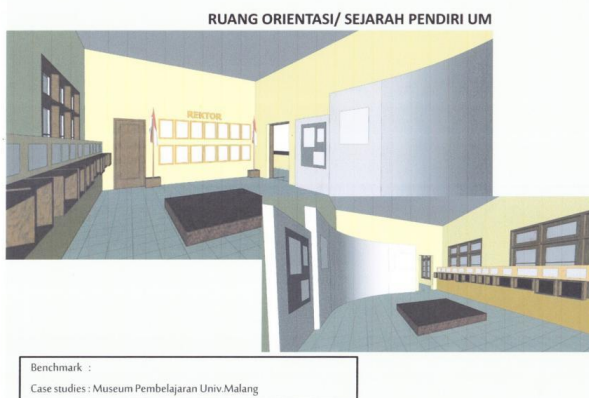 RUANG ORIENTASI/ SEJARAH PENDIRI UM
REKTOR
Benchmark :
Case studies : Museum Pembelajaran Univ.Malang